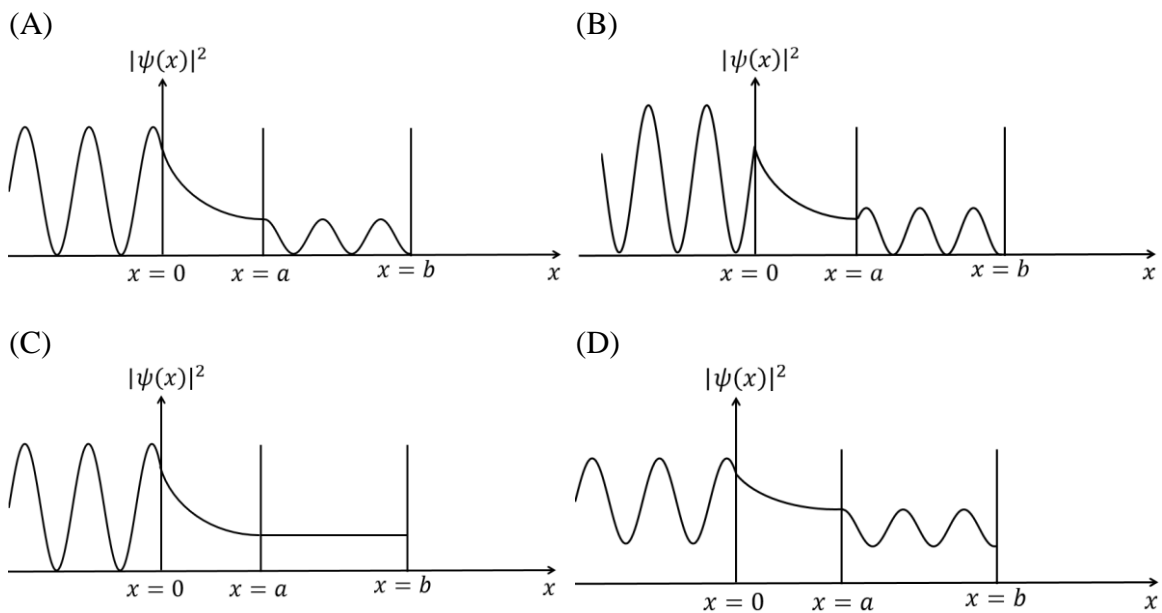 (A)
(B)
|ψ(x)|²
|ψ(x)|²
x = 0
x = a
x = b
x
x = 0
x = a
x = b
x
(C)
(D)
|ψ(x)|²
|ψ(x)|²
x = 0
x = a
x = b
x
x = 0
x = a
x = b
x